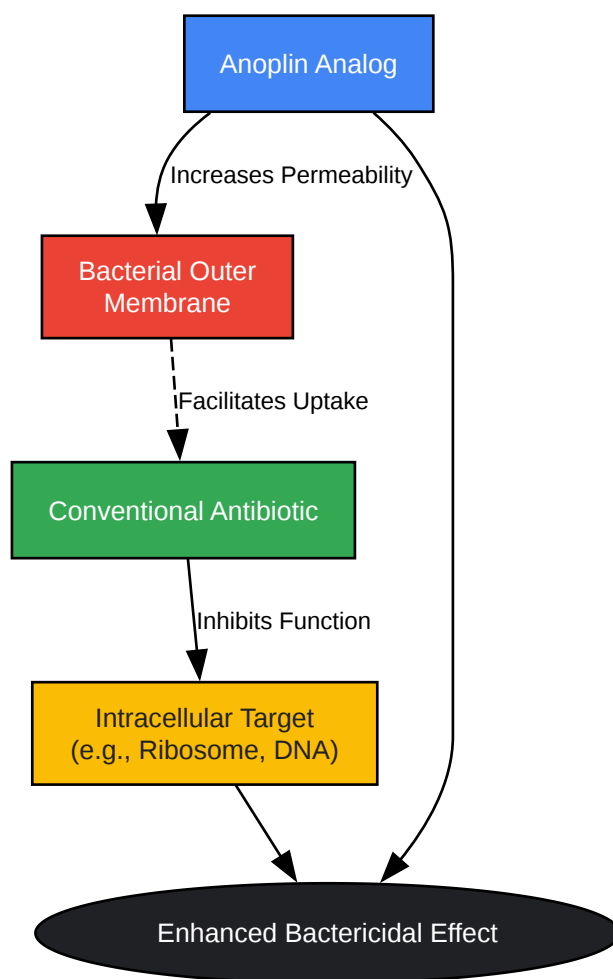 Anoplin Analog
Increases Permeability
Bacterial Outer
Membrane
Facilitates Uptake
Conventional Antibiotic
Inhibits Function
Intracellular Target
(e.g., Ribosome, DNA)
Enhanced Bactericidal Effect